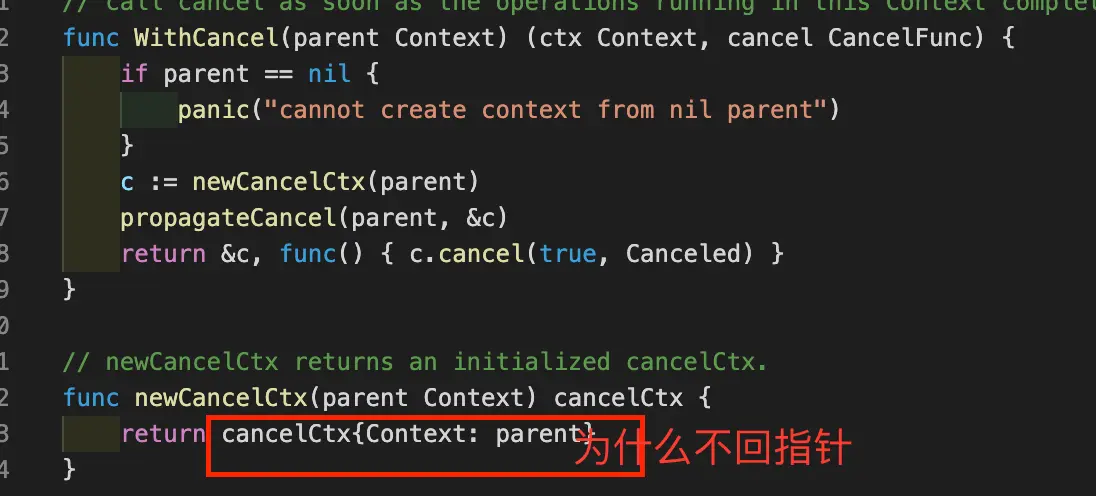 1 // call cancel as soon as the operations running in this Context complet
2 func WithCancel(parent Context) (ctx Context, cancel CancelFunc) {
3 if parent == nil {
4 panic("cannot create context from nil parent")
5 }
6 c := newCancelCtx(parent)
7 propagateCancel(parent, &c)
8 return &c, func() { c.cancel(true, Canceled) }
9 }
0
1 // newCancelCtx returns an initialized cancelCtx.
2 func newCancelCtx(parent Context) cancelCtx {
3 return cancelCtx{Context: parent} 为什么不回指针
4 }